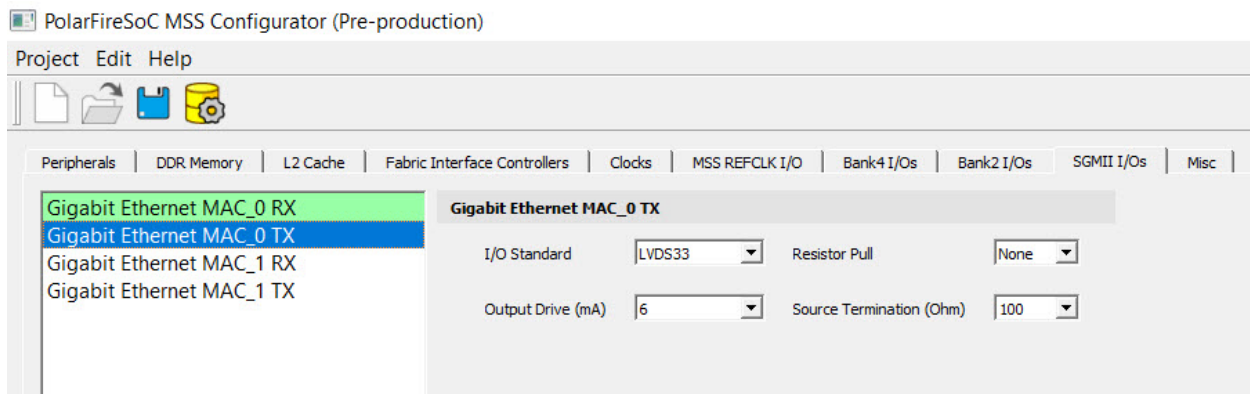 PolarFireSoC MSS Configurator (Pre-production)
Project Edit Help
Peripherals DDR Memory L2 Cache Fabric Interface Controllers Clocks MSS REFCLK I/O Bank4 I/Os Bank2 I/Os SGMII I/Os Misc
Gigabit Ethernet MAC_0 RX
Gigabit Ethernet MAC_0 TX
Gigabit Ethernet MAC_1 RX
Gigabit Ethernet MAC_1 TX
Gigabit Ethernet MAC_0 TX
I/O Standard LVDS33 Resistor Pull None
Output Drive (mA) 6 Source Termination (Ohm) 100